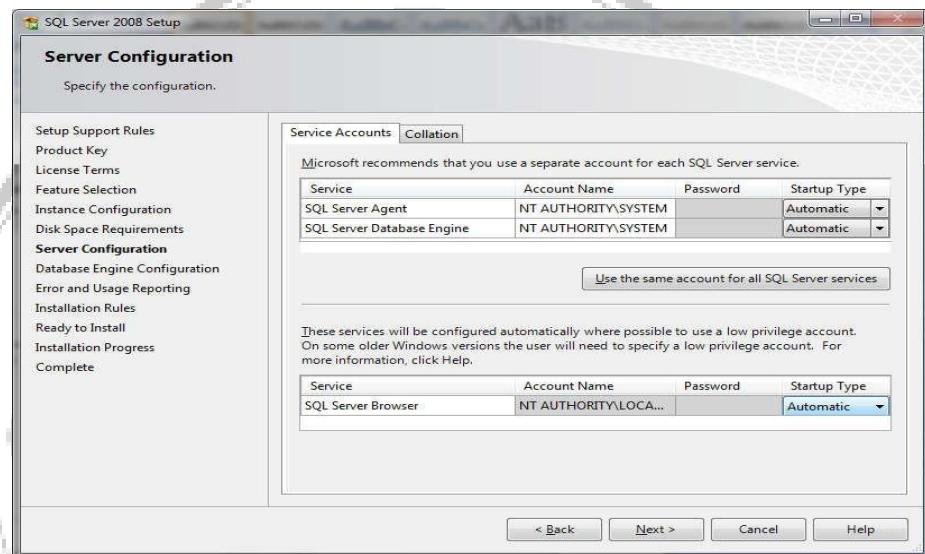 SQL Server 2008 Setup
Server Configuration
Specify the configuration.
Setup Support Rules
Product Key
License Terms
Feature Selection
Instance Configuration
Disk Space Requirements
Server Configuration
Database Engine Configuration
Error and Usage Reporting
Installation Rules
Ready to Install
Installation Progress
Complete
Service Accounts Collation
Microsoft recommends that you use a separate account for each SQL Server service.
Service Account Name Password Startup Type
SQL Server Agent NT AUTHORITY\SYSTEM Automatic
SQL Server Database Engine NT AUTHORITY\SYSTEM Automatic
Use the same account for all SQL Server services
These services will be configured automatically where possible to use a low privilege account.
On some older Windows versions the user will need to specify a low privilege account. For
more information, click Help.
Service Account Name Password Startup Type
SQL Server Browser NT AUTHORITY\LOCA... Automatic
< Back Next > Cancel Help